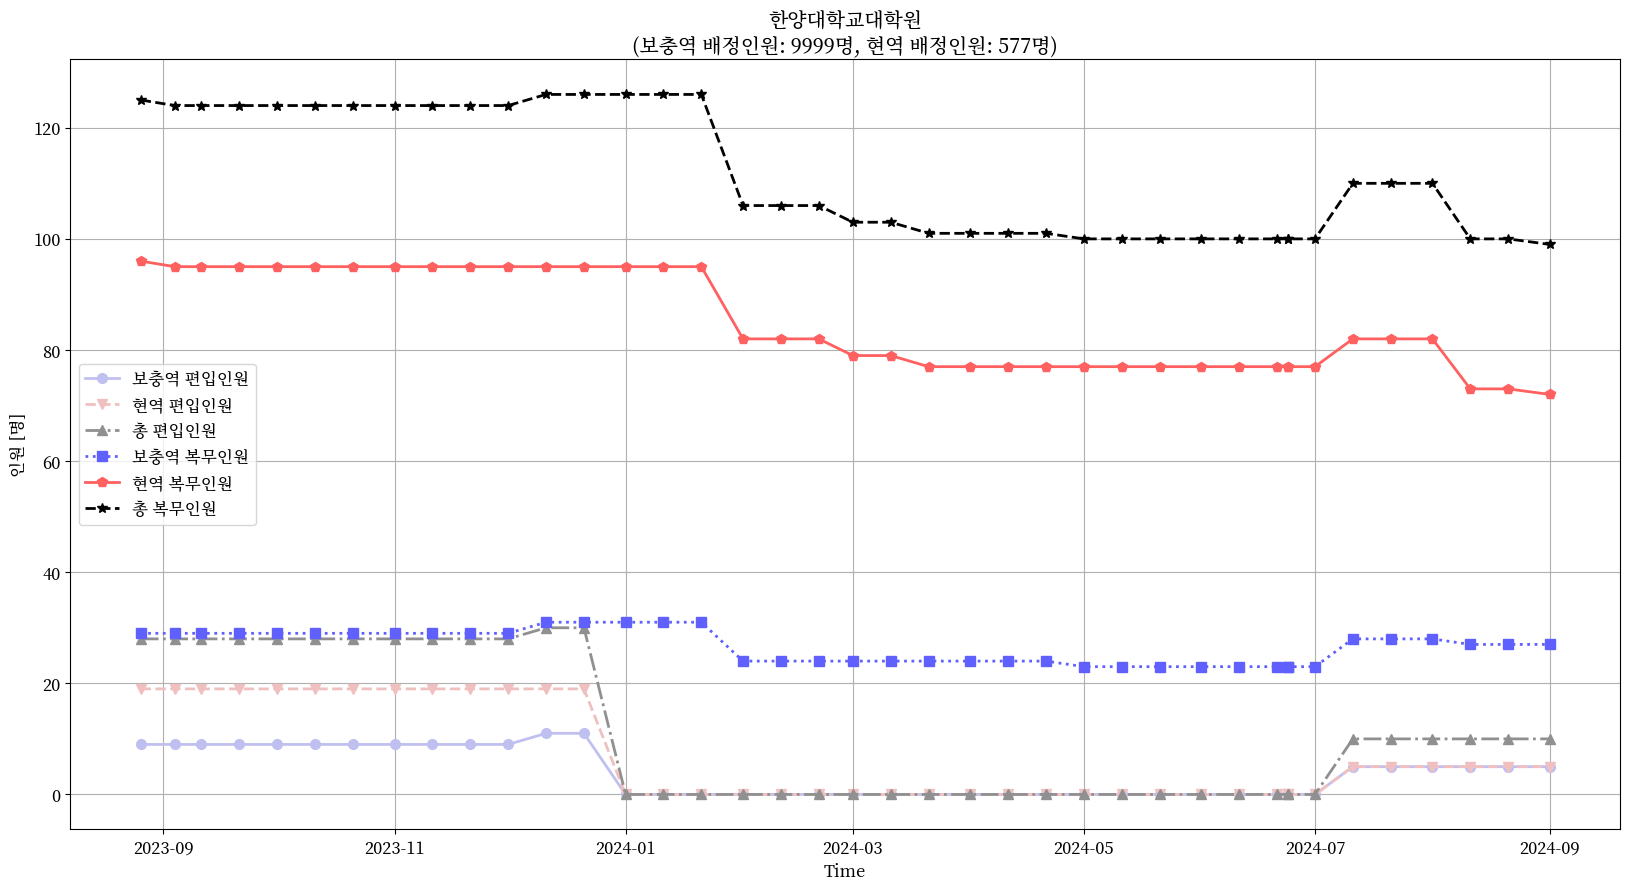 한양대학교대학원
(보충역 배정인원: 9999명, 현역 배정인원: 577명)
120
100
80
60
40
20
0
인원 [명]
보충역 편입인원
현역 편입인원
총 편입인원
보충역 복무인원
현역 복무인원
총 복무인원
2023-09
2023-11
2024-01
2024-03
2024-05
2024-07
2024-09
Time